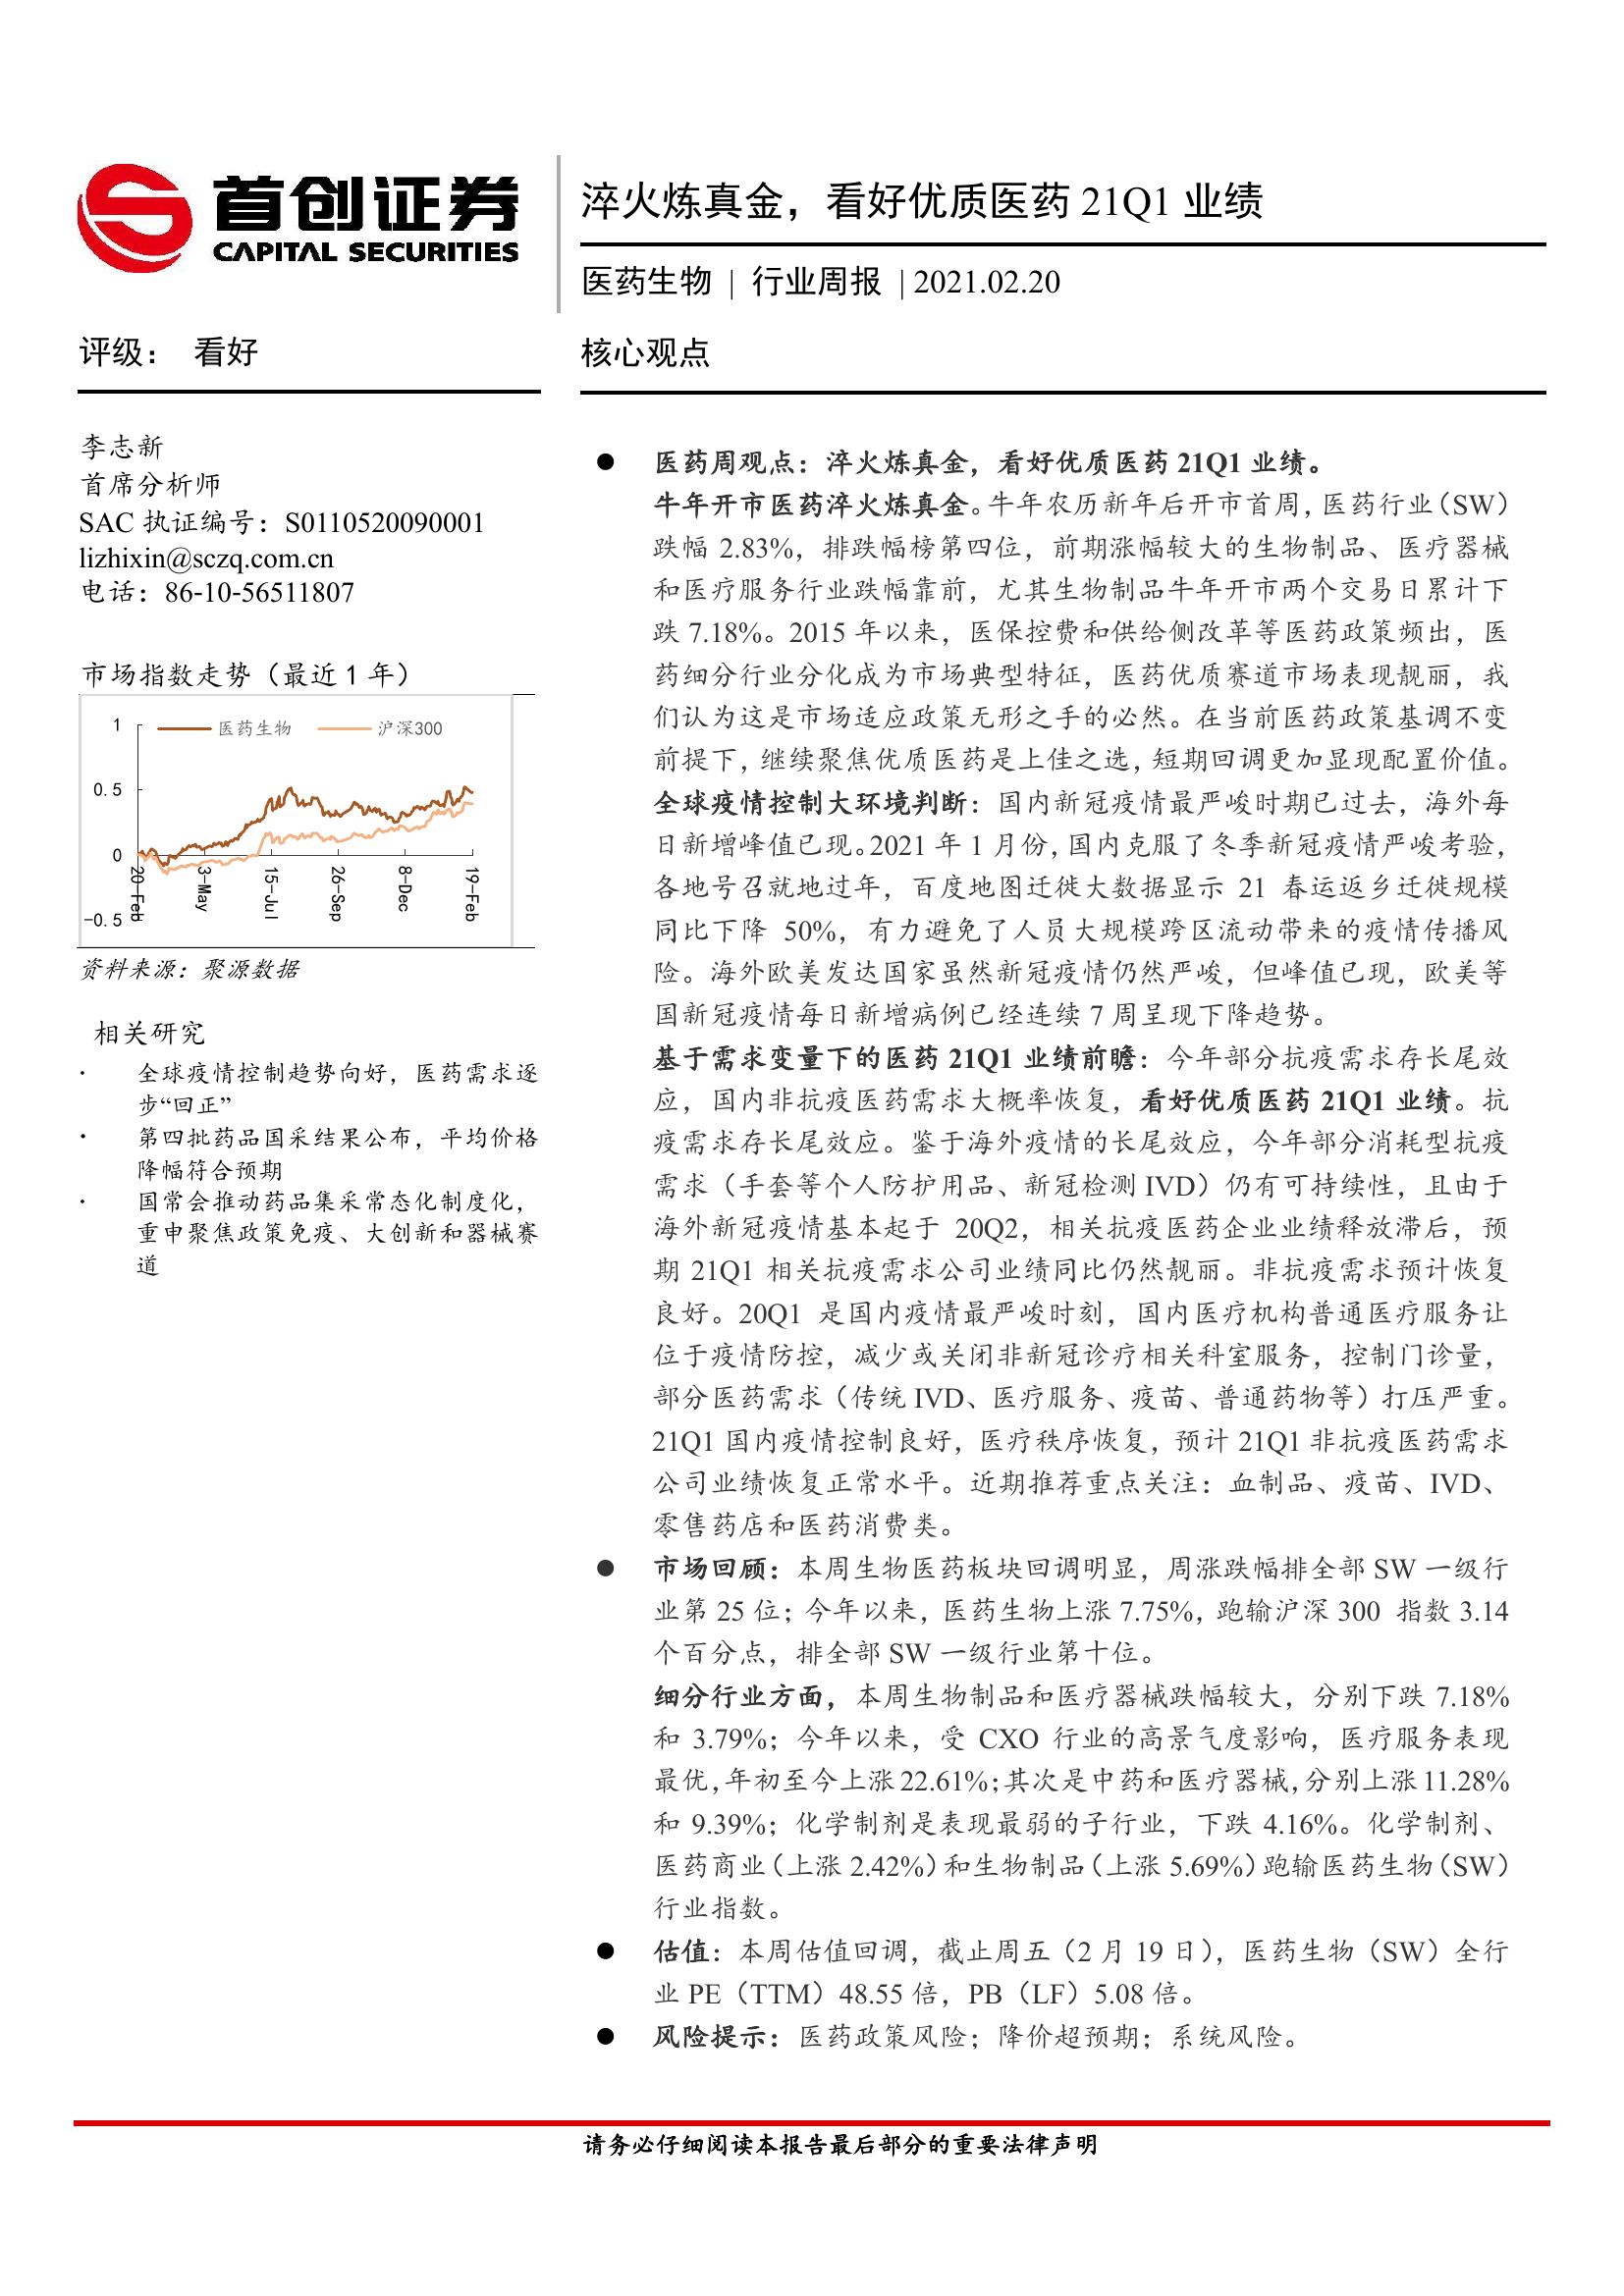 首创证券
CAPITAL SECURITIES
淬火炼真金，看好优质医药 21Q1 业绩
医药生物 | 行业周报 | 2021.02.20
评级： 看好
核心观点
李志新
首席分析师
SAC 执证编号：S0110520090001
lizhixin@sczq.com.cn
电话：86-10-56511807
市场指数走势（最近 1 年）
1
0.5
0
-0.5
医药生物
沪深300
20-Feb
3-May
15-Jul
26-Sep
8-Dec
19-Feb
资料来源：聚源数据
相关研究
· 全球疫情控制趋势向好，医药需求逐
步“回正”
· 第四批药品国采结果公布，平均价格
降幅符合预期
· 国常会推动药品集采常态化制度化，
重申聚焦政策免疫、大创新和器械赛
道
● 医药周观点：淬火炼真金，看好优质医药 21Q1 业绩。
牛年开市医药淬火炼真金。牛年农历新年后开市首周，医药行业（SW）
跌幅 2.83%，排跌幅榜第四位，前期涨幅较大的生物制品、医疗器械
和医疗服务行业跌幅靠前，尤其生物制品牛年开市两个交易日累计下
跌 7.18%。2015 年以来，医保控费和供给侧改革等医药政策频出，医
药细分行业分化成为市场典型特征，医药优质赛道市场表现靓丽，我
们认为这是市场适应政策无形之手的必然。在当前医药政策基调不变
前提下，继续聚焦优质医药是上佳之选，短期回调更加显现配置价值。
全球疫情控制大环境判断：国内新冠疫情最严峻时期已过去，海外每
日新增峰值已现。2021 年 1 月份，国内克服了冬季新冠疫情严峻考验，
各地号召就地过年，百度地图迁徙大数据显示 21 春运返乡迁徙规模
同比下降 50%，有力避免了人员大规模跨区流动带来的疫情传播风
险。海外欧美发达国家虽然新冠疫情仍然严峻，但峰值已现，欧美等
国新冠疫情每日新增病例已经连续 7 周呈现下降趋势。
基于需求变量下的医药 21Q1 业绩前瞻：今年部分抗疫需求存长尾效
应，国内非抗疫医药需求大概率恢复，看好优质医药 21Q1 业绩。抗
疫需求存长尾效应。鉴于海外疫情的长尾效应，今年部分消耗型抗疫
需求（手套等个人防护用品、新冠检测 IVD）仍有可持续性，且由于
海外新冠疫情基本起于 20Q2，相关抗疫医药企业业绩释放滞后，预
期 21Q1 相关抗疫需求公司业绩同比仍然靓丽。非抗疫需求预计恢复
良好。20Q1 是国内疫情最严峻时刻，国内医疗机构普通医疗服务让
位于疫情防控，减少或关闭非新冠诊疗相关科室服务，控制门诊量，
部分医药需求（传统 IVD、医疗服务、疫苗、普通药物等）打压严重。
21Q1 国内疫情控制良好，医疗秩序恢复，预计 21Q1 非抗疫医药需求
公司业绩恢复正常水平。近期推荐重点关注：血制品、疫苗、IVD、
零售药店和医药消费类。
● 市场回顾：本周生物医药板块回调明显，周涨跌幅排全部 SW 一级行
业第 25 位；今年以来，医药生物上涨 7.75%，跑输沪深 300 指数 3.14
个百分点，排全部 SW 一级行业第十位。
细分行业方面，本周生物制品和医疗器械跌幅较大，分别下跌 7.18%
和 3.79%；今年以来，受 CXO 行业的高景气度影响，医疗服务表现
最优，年初至今上涨 22.61%；其次是中药和医疗器械，分别上涨 11.28%
和 9.39%；化学制剂是表现最弱的子行业，下跌 4.16%。化学制剂、
医药商业（上涨 2.42%）和生物制品（上涨 5.69%）跑输医药生物（SW）
行业指数。
● 估值：本周估值回调，截止周五（2 月 19 日），医药生物（SW）全行
业 PE（TTM）48.55 倍，PB（LF）5.08 倍。
● 风险提示：医药政策风险；降价超预期；系统风险。
请务必仔细阅读本报告最后部分的重要法律声明